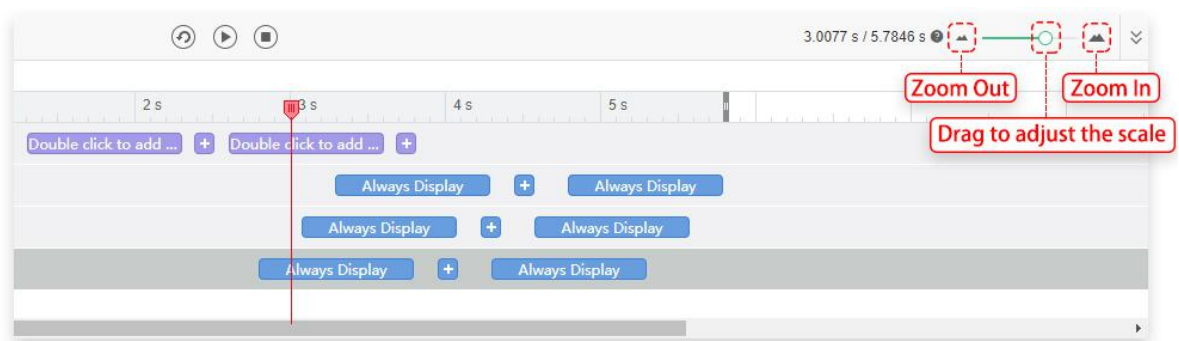 3.0077 s / 5.7846 s
Zoom Out
Zoom In
2 s
3 s
4 s
5 s
Drag to adjust the scale
Double click to add ...
+
Double click to add ...
+
Always Display
+
Always Display
Always Display
+
Always Display
Always Display
+
Always Display